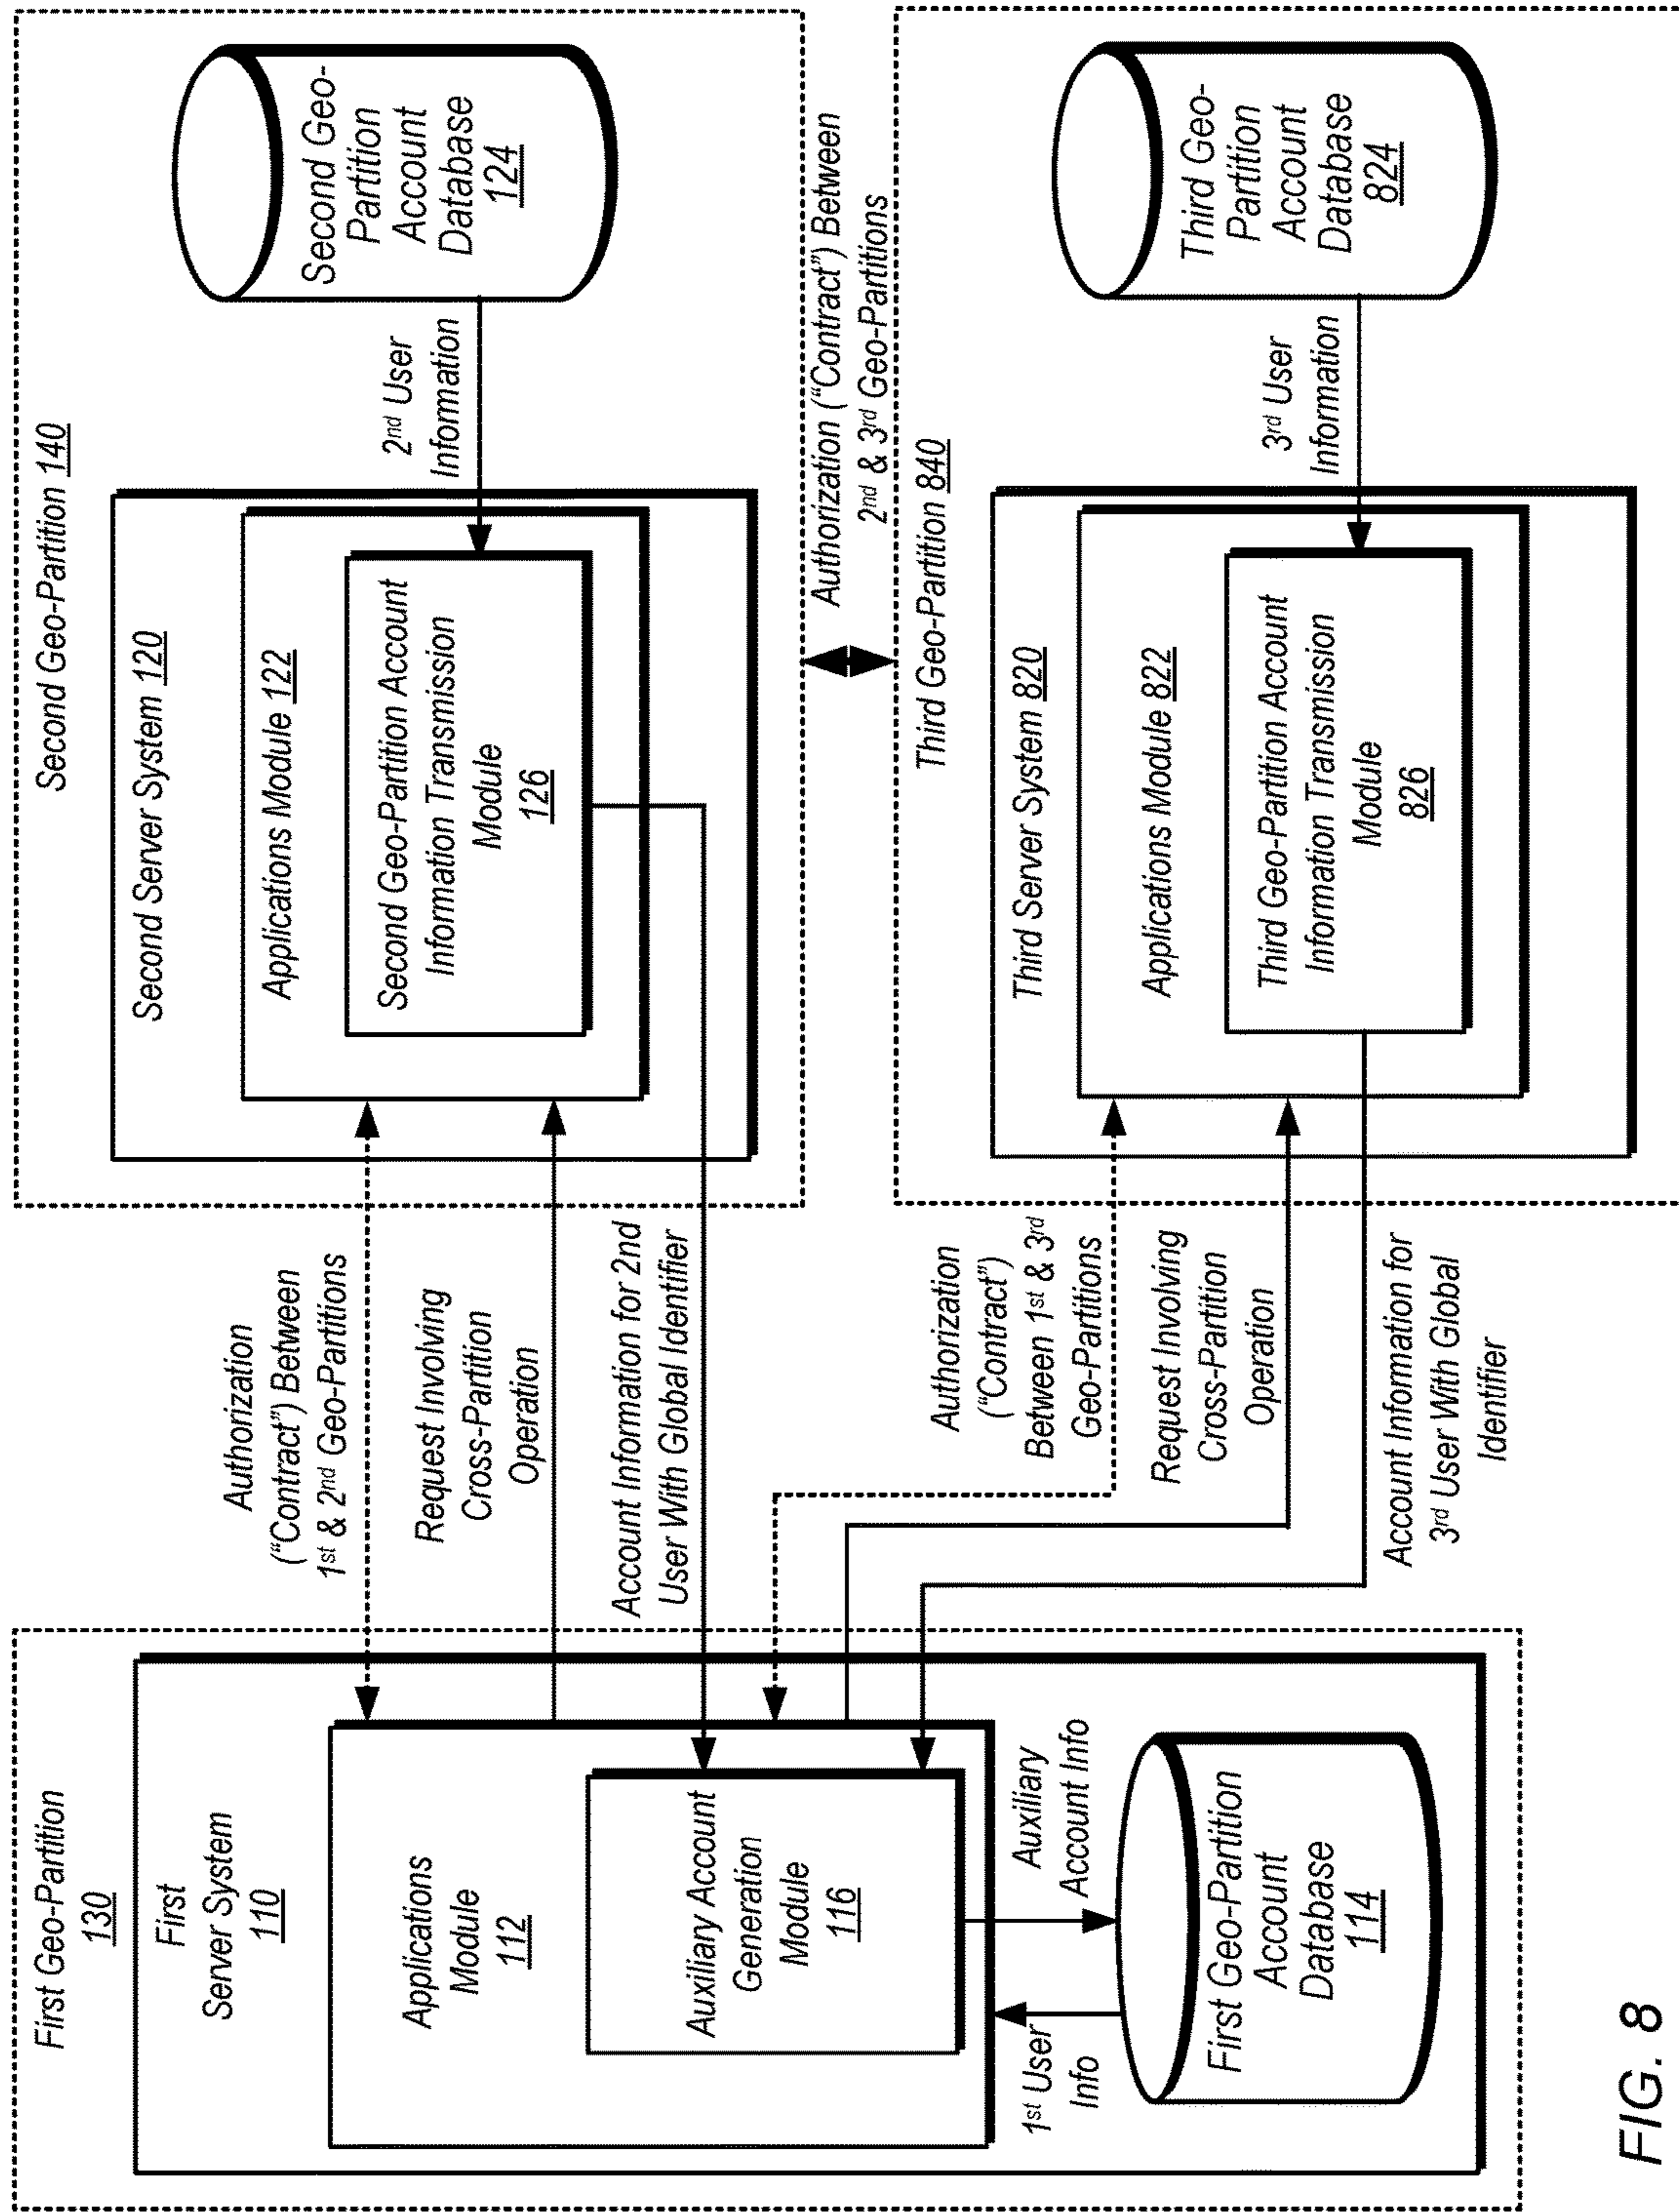 First Geo-Partition
130
First
Server System
110
Applications
Module
112
Auxiliary Account
Generation
Module
116
1st User
Info
Auxiliary
Account Info
First Geo-Partition
Account
Database
114
Authorization
(“Contract”) Between
1st & 2nd Geo-Partitions
Request Involving
Cross-Partition
Operation
Account Information for 2nd
User With Global Identifier
Authorization
(“Contract”)
Between 1st & 3rd
Geo-Partitions
Request Involving
Cross-Partition
Operation
Account Information for
3rd User With Global
Identifier
Second Geo-Partition 140
Second Server System 120
Applications Module 122
Second Geo-Partition Account
Information Transmission
Module
126
2nd User
Information
Second Geo-
Partition
Account
Database
124
Authorization (“Contract”) Between
2nd & 3rd Geo-Partitions
Third Geo-Partition 840
Third Server System 820
Applications Module 822
Third Geo-Partition Account
Information Transmission
Module
826
3rd User
Information
Third Geo-
Partition
Account
Database
824
FIG. 8